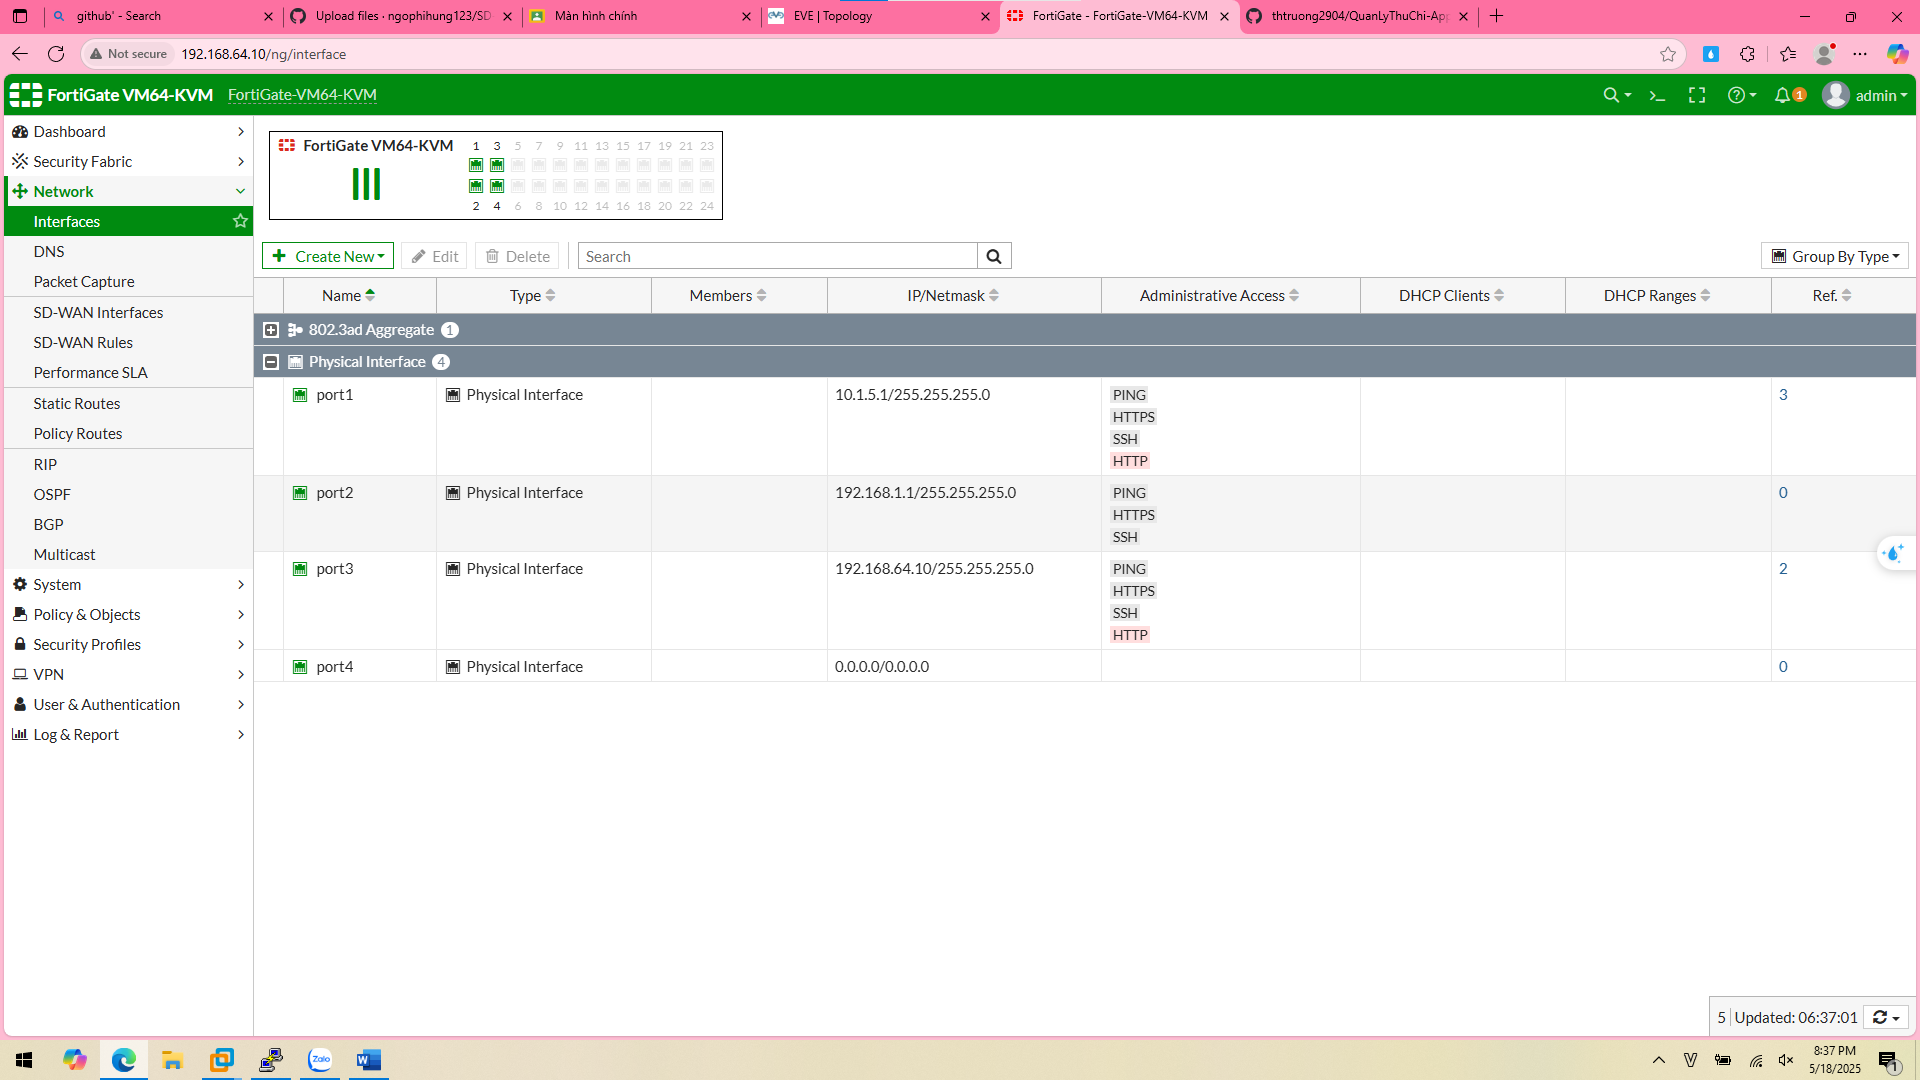 github' - Search
Upload files · ngophihung123/SD
Màn hình chính
EVE | Topology
FortiGate - FortiGate-VM64-KVM
thtruong2904/QuanLyThuChi-App
Not secure 192.168.64.10/ng/interface
FortiGate VM64-KVM FortiGate-VM64-KVM
1 admin
Dashboard
Security Fabric
Network
Interfaces
DNS
Packet Capture
SD-WAN Interfaces
SD-WAN Rules
Performance SLA
Static Routes
Policy Routes
RIP
OSPF
BGP
Multicast
System
Policy & Objects
Security Profiles
VPN
User & Authentication
Log & Report
FortiGate VM64-KVM
1 3 5 7 9 11 13 15 17 19 21 23
2 4 6 8 10 12 14 16 18 20 22 24
Create New Edit Delete Search Group By Type
Name Type Members IP/Netmask Administrative Access DHCP Clients DHCP Ranges Ref.
802.3ad Aggregate 1
Physical Interface 4
port1 Physical Interface 10.1.5.1/255.255.255.0 PING 3
HTTPS
SSH
HTTP
port2 Physical Interface 192.168.1.1/255.255.255.0 PING 0
HTTPS
SSH
port3 Physical Interface 192.168.64.10/255.255.255.0 PING 2
HTTPS
SSH
HTTP
port4 Physical Interface 0.0.0.0/0.0.0.0 0
5 Updated: 06:37:01
Zalo
8:37 PM
5/18/2025
1